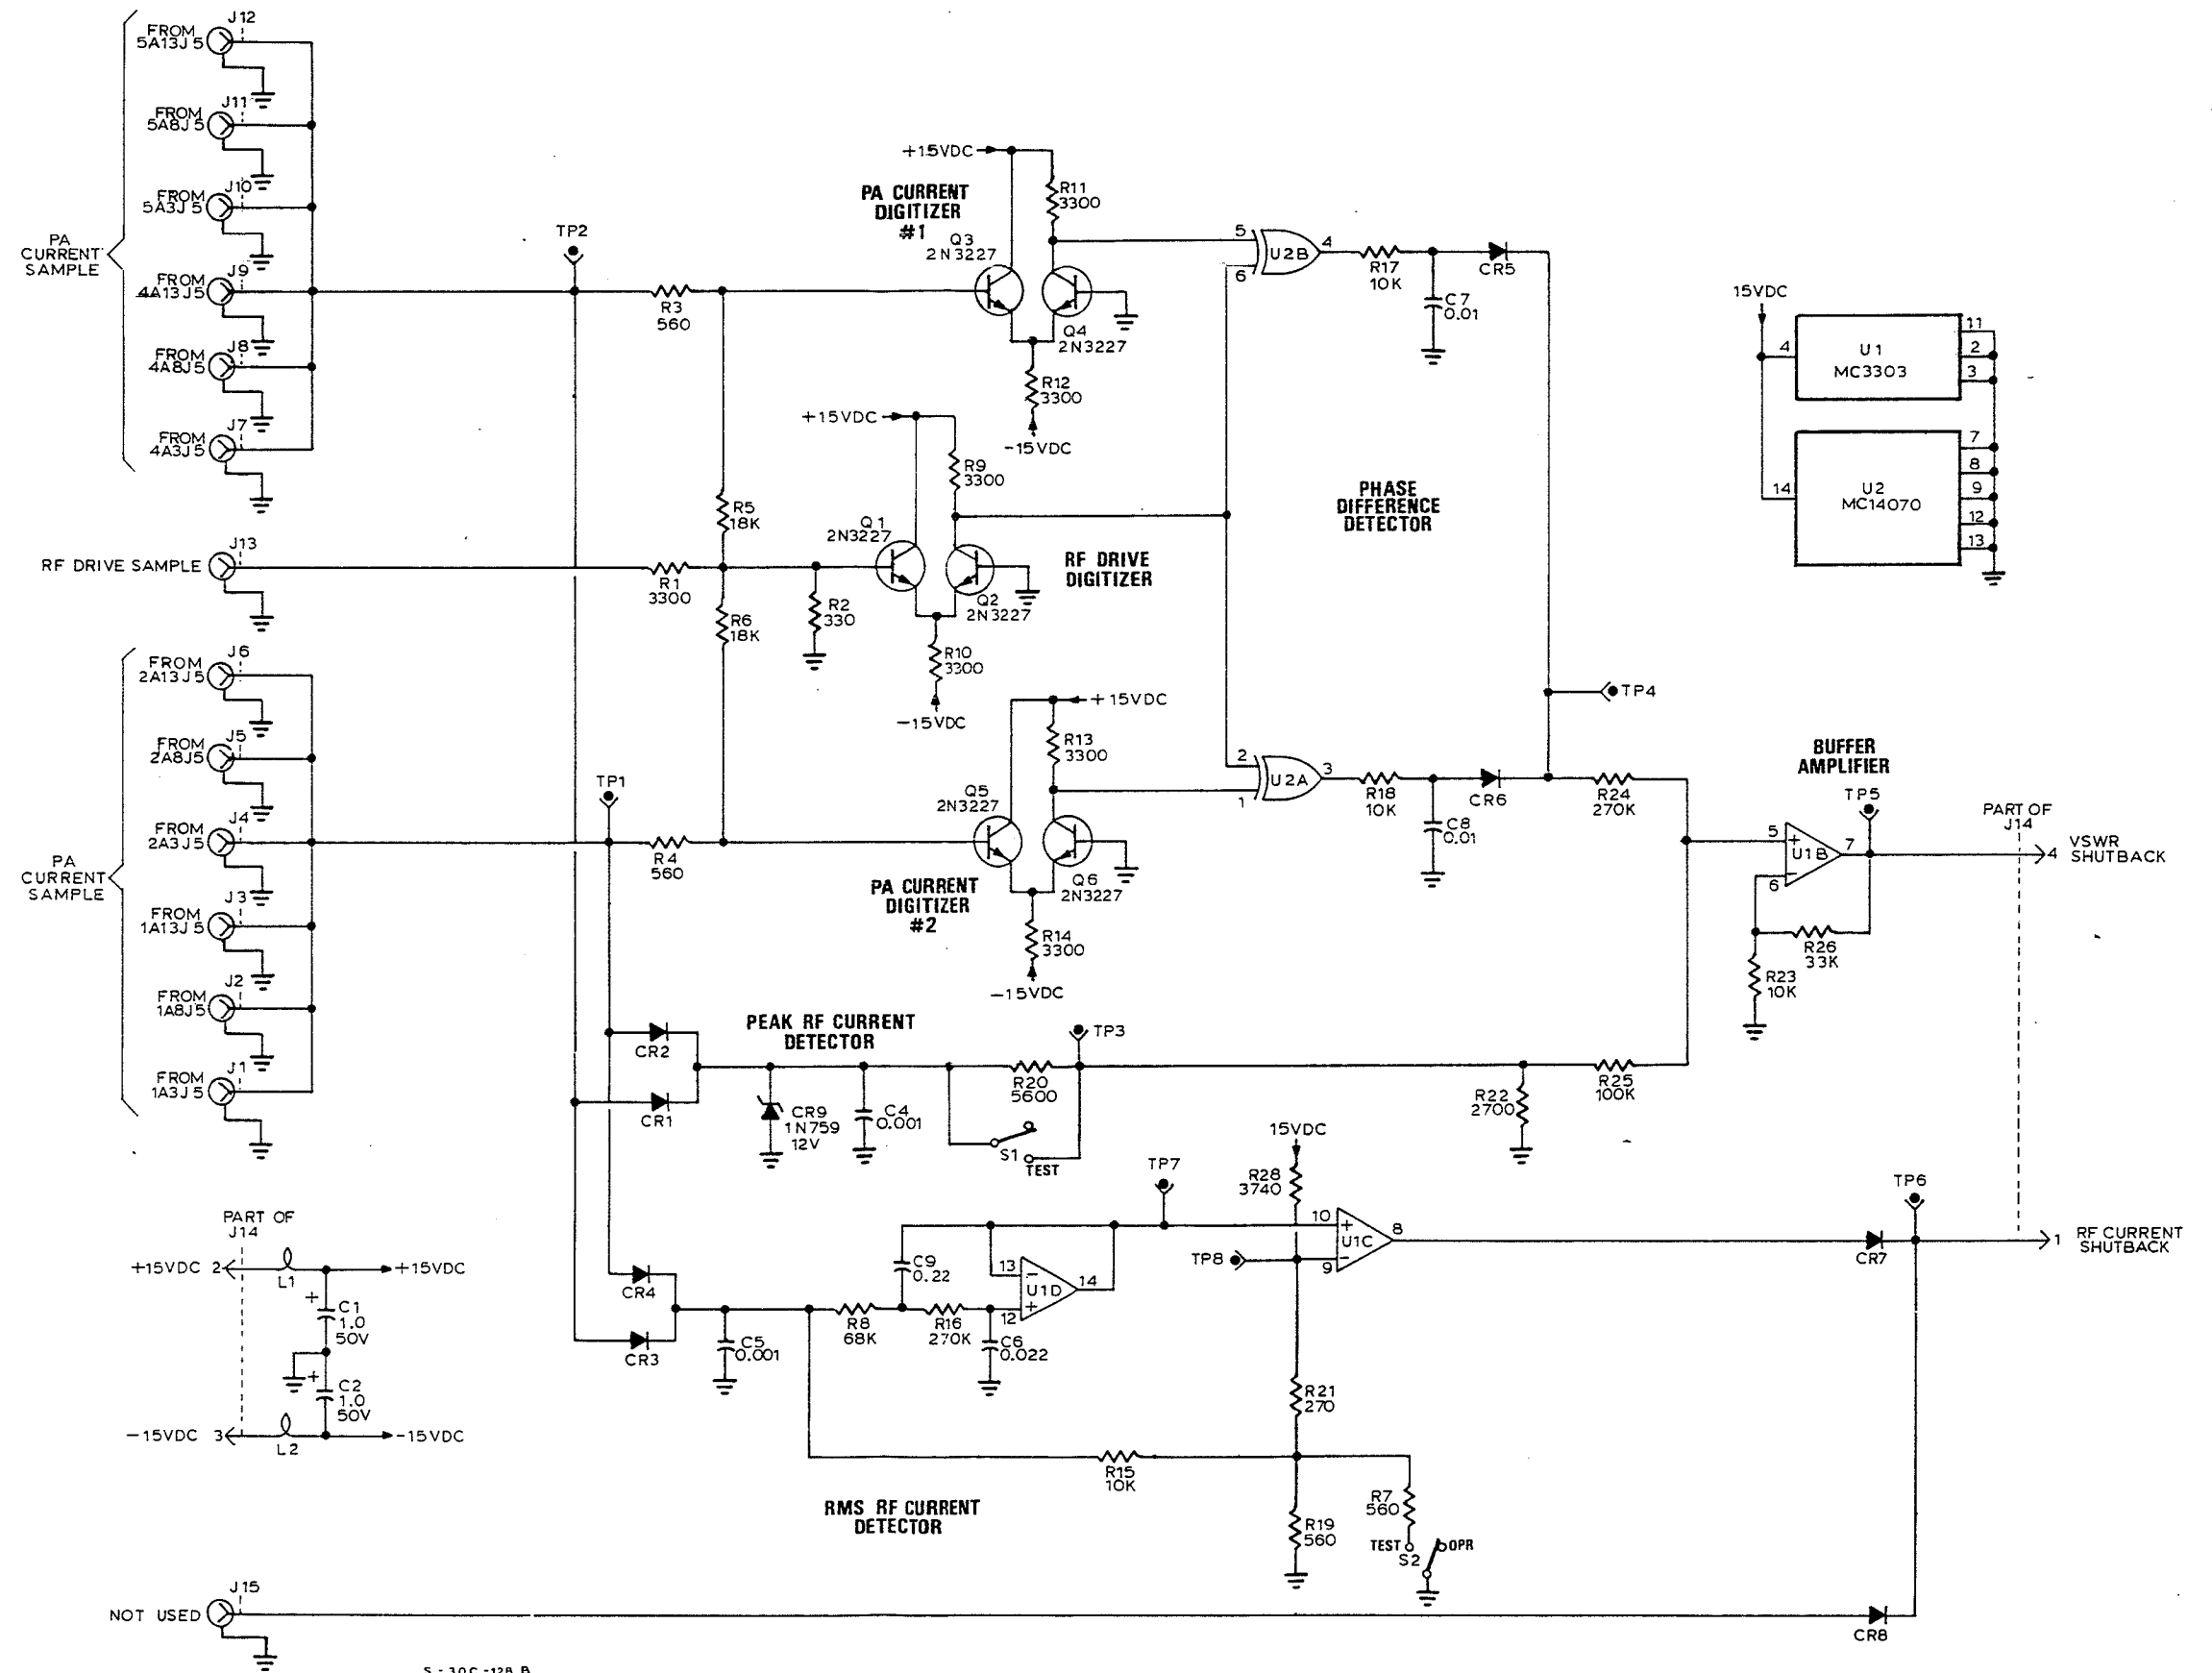 J12
FROM
5A13J5
J11
FROM
5A8J5
J10
FROM
5A3J5
PA
CURRENT
SAMPLE
J9
FROM
4A13J5
J8
FROM
4A8J5
J7
FROM
4A3J5
RF DRIVE SAMPLE
J13
J6
FROM
2A13J5
J5
FROM
2A8J5
J4
FROM
2A3J5
PA
CURRENT
SAMPLE
J3
FROM
1A13J5
J2
FROM
1A8J5
J1
FROM
1A3J5
PART OF
J14
+15VDC 2
L1
+15VDC
+
C1
1.0
50V
+
C2
1.0
50V
-15VDC 3
L2
-15VDC
NOT USED
J15
S-30C-128 B
TP2
R3
560
R5
18K
R1
3300
R6
18K
R2
330
TP1
R4
560
PA CURRENT
DIGITIZER
#1
+15VDC
R11
3300
Q3
2N3227
Q4
2N3227
R12
3300
-15VDC
+15VDC
R9
3300
Q1
2N3227
Q2
2N3227
R10
3300
-15VDC
RF DRIVE
DIGITIZER
+15VDC
R13
3300
Q5
2N3227
Q6
2N3227
R14
3300
-15VDC
PA CURRENT
DIGITIZER
#2
5
6
U2B
4
R17
10K
C7
0.01
CR5
PHASE
DIFFERENCE
DETECTOR
2
1
U2A
3
R18
10K
C8
0.01
CR6
TP4
R24
270K
15VDC
4
U1
MC3303
11
2
3
14
U2
MC14070
7
8
9
12
13
BUFFER
AMPLIFIER
TP5
5
+
U1B
7
6
-
R26
33K
R23
10K
PART OF
J14
4
VSWR
SHUTBACK
PEAK RF CURRENT
DETECTOR
CR2
CR1
CR9
1N759
12V
C4
0.001
R20
5600
S1
TEST
TP3
R22
2700
R25
100K
15VDC
R28
3740
TP7
10
+
U1C
8
TP8
9
-
CR4
CR3
C5
0.001
R8
68K
C9
0.22
R16
270K
C6
0.022
13
-
U1D
14
12
+
R21
270
R15
10K
R19
560
R7
560
TEST
S2
OPR
RMS RF CURRENT
DETECTOR
TP6
CR7
1
RF CURRENT
SHUTBACK
CR8